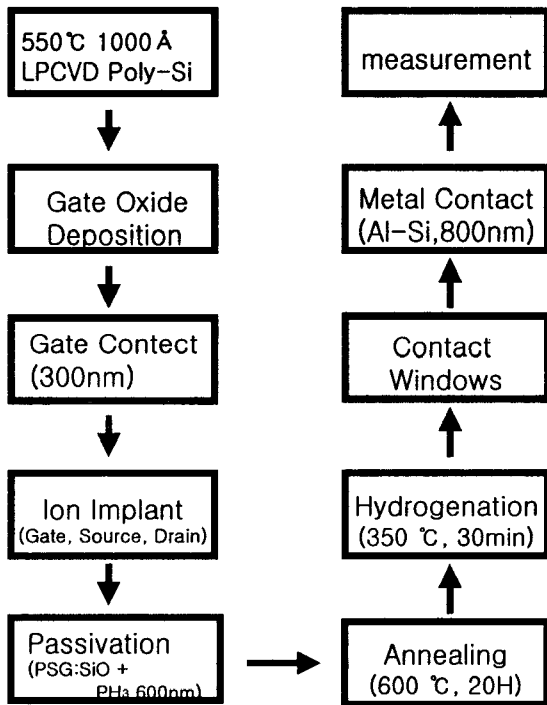 550℃ 1000Å
LPCVD Poly-Si
Gate Oxide
Deposition
Gate Contect
(300nm)
Ion Implant
(Gate, Source, Drain)
Passivation
(PSG:SiO +
PH₃ 600nm)
Annealing
(600 ℃, 20H)
Hydrogenation
(350 ℃, 30min)
Contact
Windows
Metal Contact
(Al-Si,800nm)
measurement